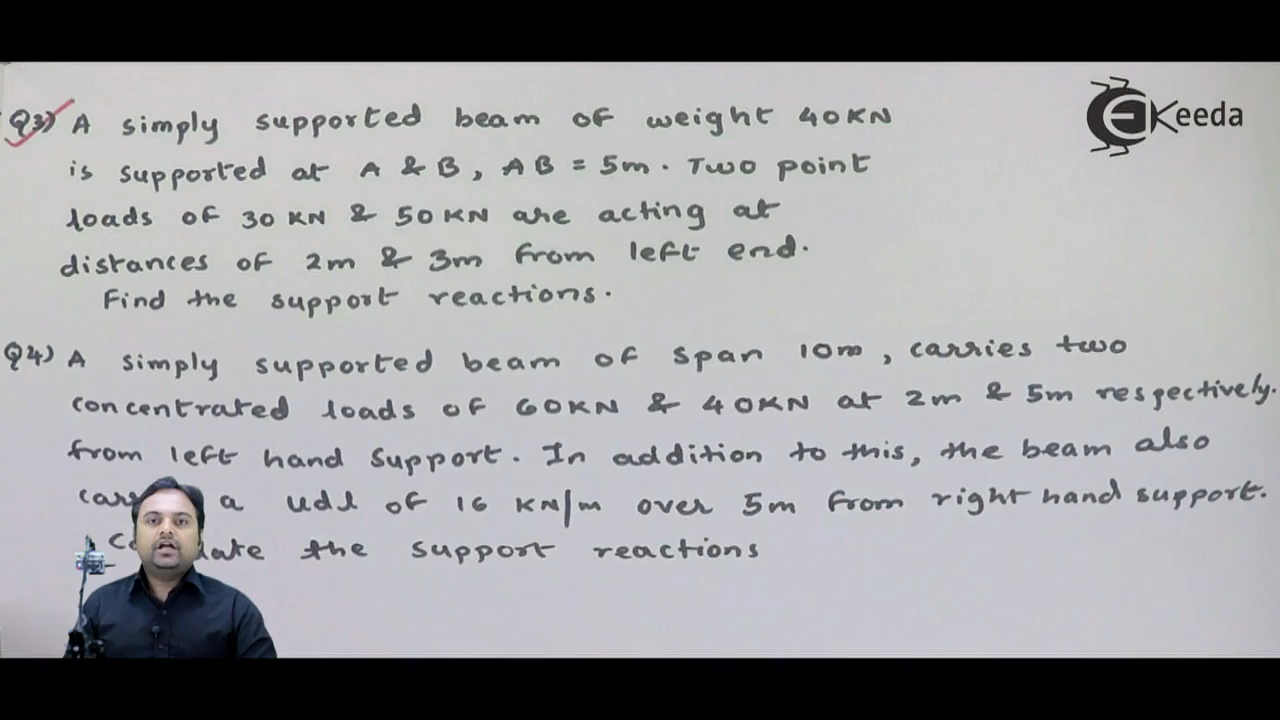 Q3) A simply supported beam of weight 40KN
is supported at A & B, AB = 5m. Two point
loads of 30 KN & 50 KN are acting at
distances of 2m & 3m from left end.
Find the support reactions.
Q4) A simply supported beam of span 10m, carries two
concentrated loads of 60KN & 40KN at 2m & 5m respectively.
from left hand support. In addition to this, the beam also
a udl of 16 KN/m over 5m from right hand support.
the support reactions
EKeeda